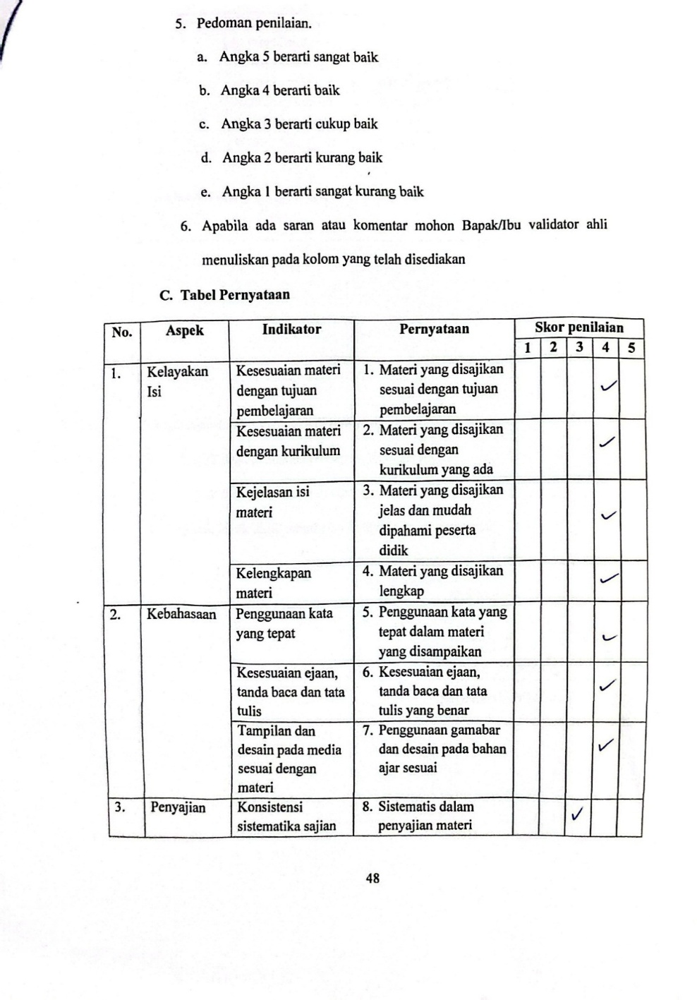 5. Pedoman penilaian.
a. Angka 5 berarti sangat baik
b. Angka 4 berarti baik
c. Angka 3 berarti cukup baik
d. Angka 2 berarti kurang baik
e. Angka 1 berarti sangat kurang baik
6. Apabila ada saran atau komentar mohon Bapak/Ibu validator ahli
menuliskan pada kolom yang telah disediakan
C. Tabel Pernyataan
No. Aspek Indikator Pernyataan Skor penilaian
1 2 3 4 5
1. Kelayakan Kesesuaian materi 1. Materi yang disajikan
Isi dengan tujuan sesuai dengan tujuan ✓
pembelajaran pembelajaran
Kesesuaian materi 2. Materi yang disajikan
dengan kurikulum sesuai dengan ✓
kurikulum yang ada
Kejelasan isi 3. Materi yang disajikan
materi jelas dan mudah ✓
dipahami peserta
didik
Kelengkapan 4. Materi yang disajikan ✓
materi lengkap
2. Kebahasaan Penggunaan kata 5. Penggunaan kata yang
yang tepat tepat dalam materi ✓
yang disampaikan
Kesesuaian ejaan, 6. Kesesuaian ejaan,
tanda baca dan tata tanda baca dan tata ✓
tulis tulis yang benar
Tampilan dan 7. Penggunaan gamabar
desain pada media dan desain pada bahan ✓
sesuai dengan ajar sesuai
materi
3. Penyajian Konsistensi 8. Sistematis dalam ✓
sistematika sajian penyajian materi
48